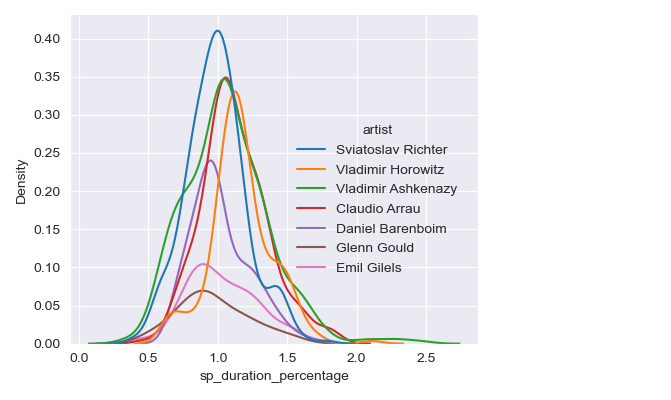 0.40
0.35
0.30
0.25
0.20
0.15
0.10
0.05
0.00
Density
artist
Sviatoslav Richter
Vladimir Horowitz
Vladimir Ashkenazy
Claudio Arrau
Daniel Barenboim
Glenn Gould
Emil Gilels
0.0 0.5 1.0 1.5 2.0 2.5
sp_duration_percentage